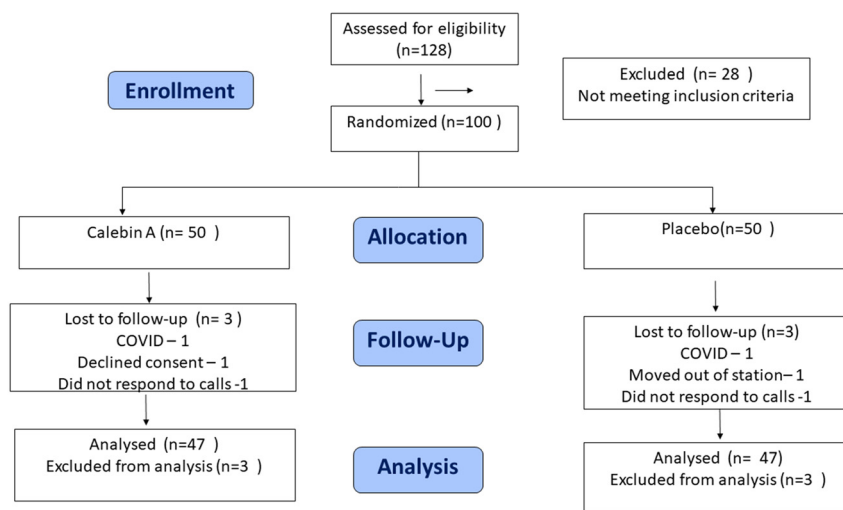 Assessed for eligibility
(n=128)
Enrollment
Excluded (n= 28 )
Not meeting inclusion criteria
Randomized (n=100 )
Calebin A (n= 50 )
Allocation
Placebo(n=50 )
Lost to follow-up (n= 3 )
COVID – 1
Declined consent – 1
Did not respond to calls -1
Follow-Up
Lost to follow-up (n=3)
COVID – 1
Moved out of station– 1
Did not respond to calls -1
Analysed (n=47 )
Excluded from analysis (n=3 )
Analysis
Analysed (n= 47)
Excluded from analysis (n=3 )